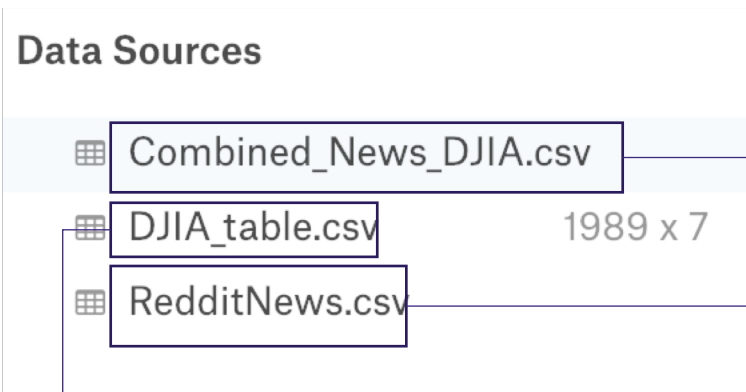 Data Sources
Combined_News_DJIA.csv
DJIA_table.csv 1989 x 7
RedditNews.csv